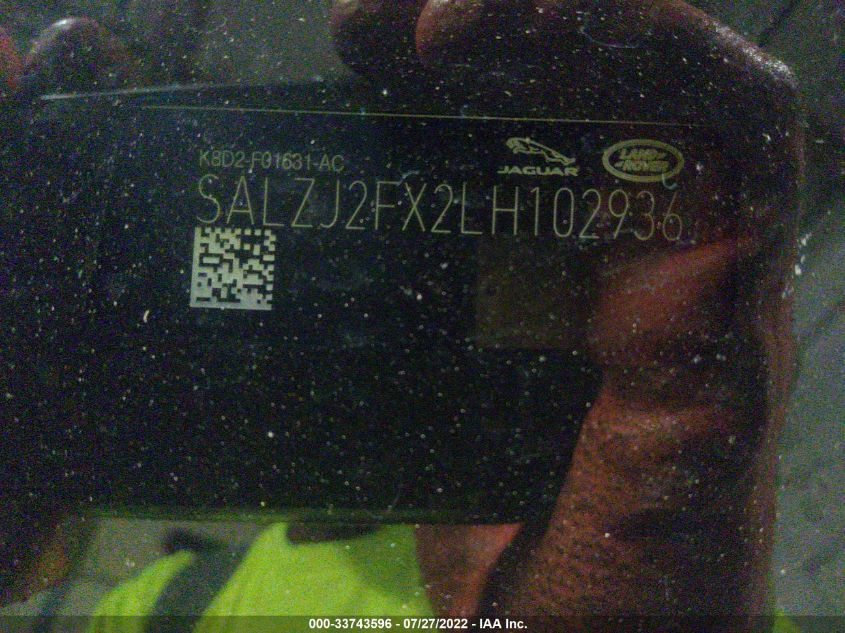 K8D2-F01631-AC
JAGUAR
LAND-
ROVER
SALZJ2FX2LH102936
000-33743596 - 07/27/2022 - IAA Inc.